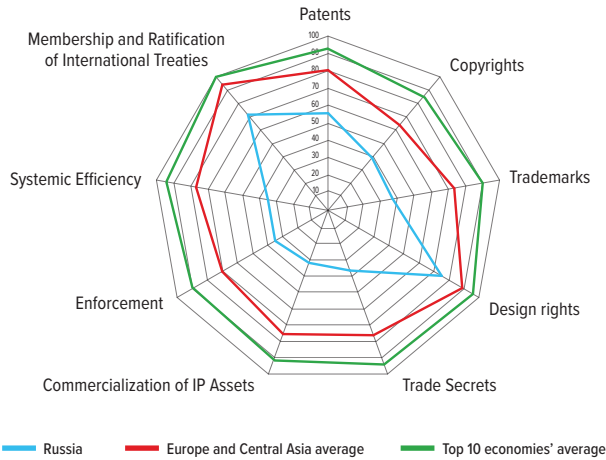 Patents
Membership and Ratification
of International Treaties
Copyrights
100
90
80
70
60
50
40
30
20
10
Systemic Efficiency
Trademarks
Enforcement
Design rights
Commercialization of IP Assets
Trade Secrets
Russia
Europe and Central Asia average
Top 10 economies' average